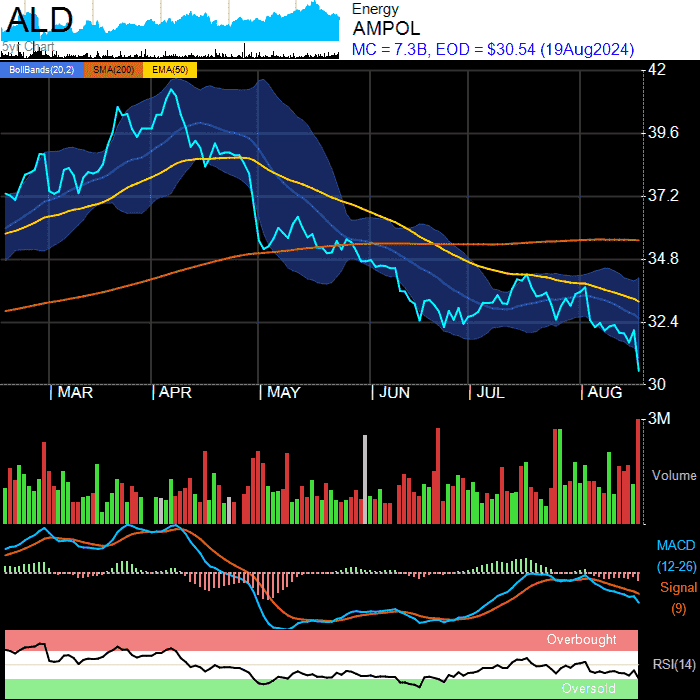 ALD
5yr Chart
Energy
AMPOL
MC = 7.3B, EOD = $30.54 (19Aug2024)
BollBands(20,2) SMA(200) EMA(50)
42
39.6
37.2
34.8
32.4
30
MAR APR MAY JUN JUL AUG
3M
Volume
MACD
(12-26)
Signal
(9)
Overbought
RSI(14)
Oversold